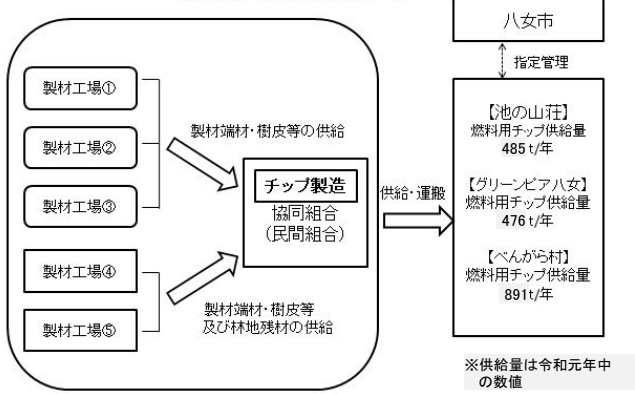 製材工場①
製材工場②
製材工場③
製材工場④
製材工場⑤
製材端材・樹皮等の供給
製材端材・樹皮等
及び林地残材の供給
チップ製造
協同組合
（民間組合）
供給・運搬
八女市
指定管理
【池の山荘】
燃料用チップ供給量
485ｔ/年
【グリーンピア八女】
燃料用チップ供給量
476ｔ/年
【べんがら村】
燃料用チップ供給量
891ｔ/年
※供給量は令和元年中
の数値